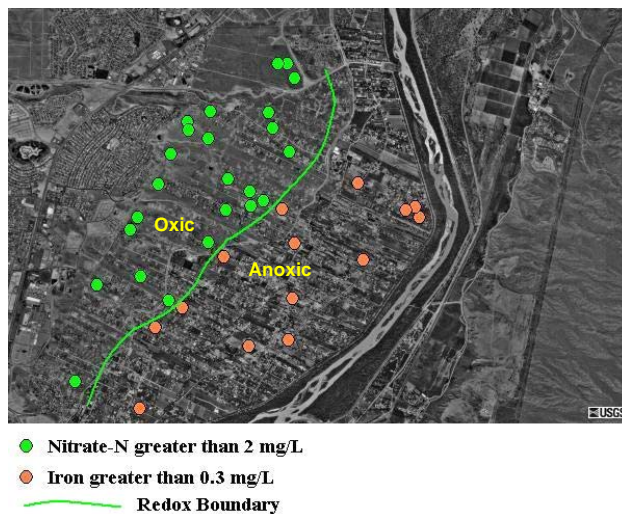 Oxic
Anoxic
USGS
Nitrate-N greater than 2 mg/L
Iron greater than 0.3 mg/L
Redox Boundary